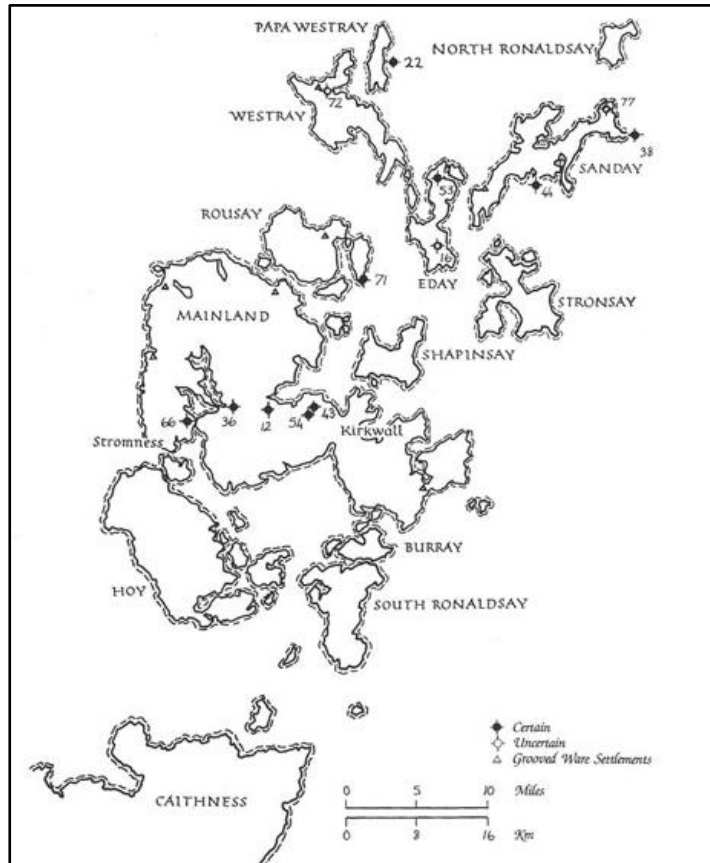 PAPA WESTRAY
NORTH RONALDSAY
22
72
77
WESTRAY
38
SANDAY
53
44
ROUSAY
16
71
EDAY
STRONSAY
MAINLAND
SHAPINSAY
66
36
12
54
43
Kirkwall
Stromness
BURRAY
HOY
SOUTH RONALDSAY
Certain
Uncertain
Grooved Ware Settlements
CAITHNESS
0 5 10 Miles
0 8 16 Km